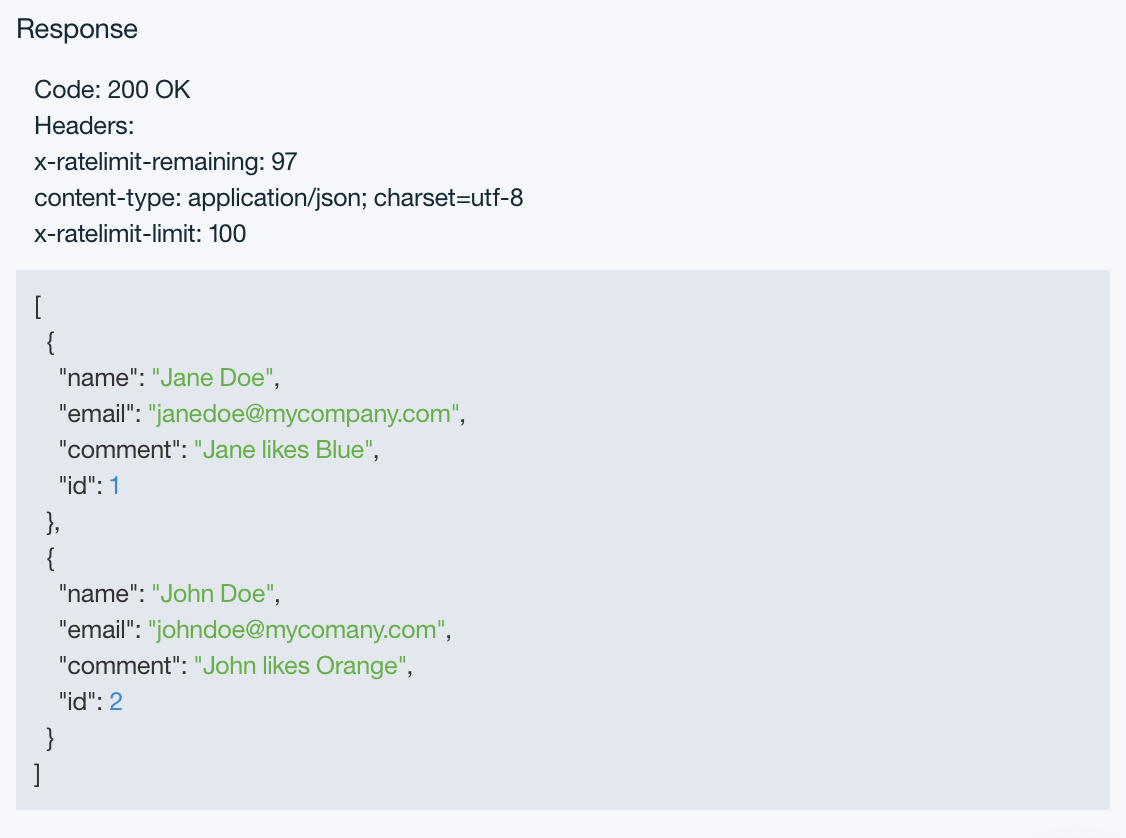 Response
Code: 200 OK
Headers:
x-ratelimit-remaining: 97
content-type: application/json; charset=utf-8
x-ratelimit-limit: 100
[
  {
    "name": "Jane Doe",
    "email": "janedoe@mycompany.com",
    "comment": "Jane likes Blue",
    "id": 1
  },
  {
    "name": "John Doe",
    "email": "johndoe@mycomany.com",
    "comment": "John likes Orange",
    "id": 2
  }
]